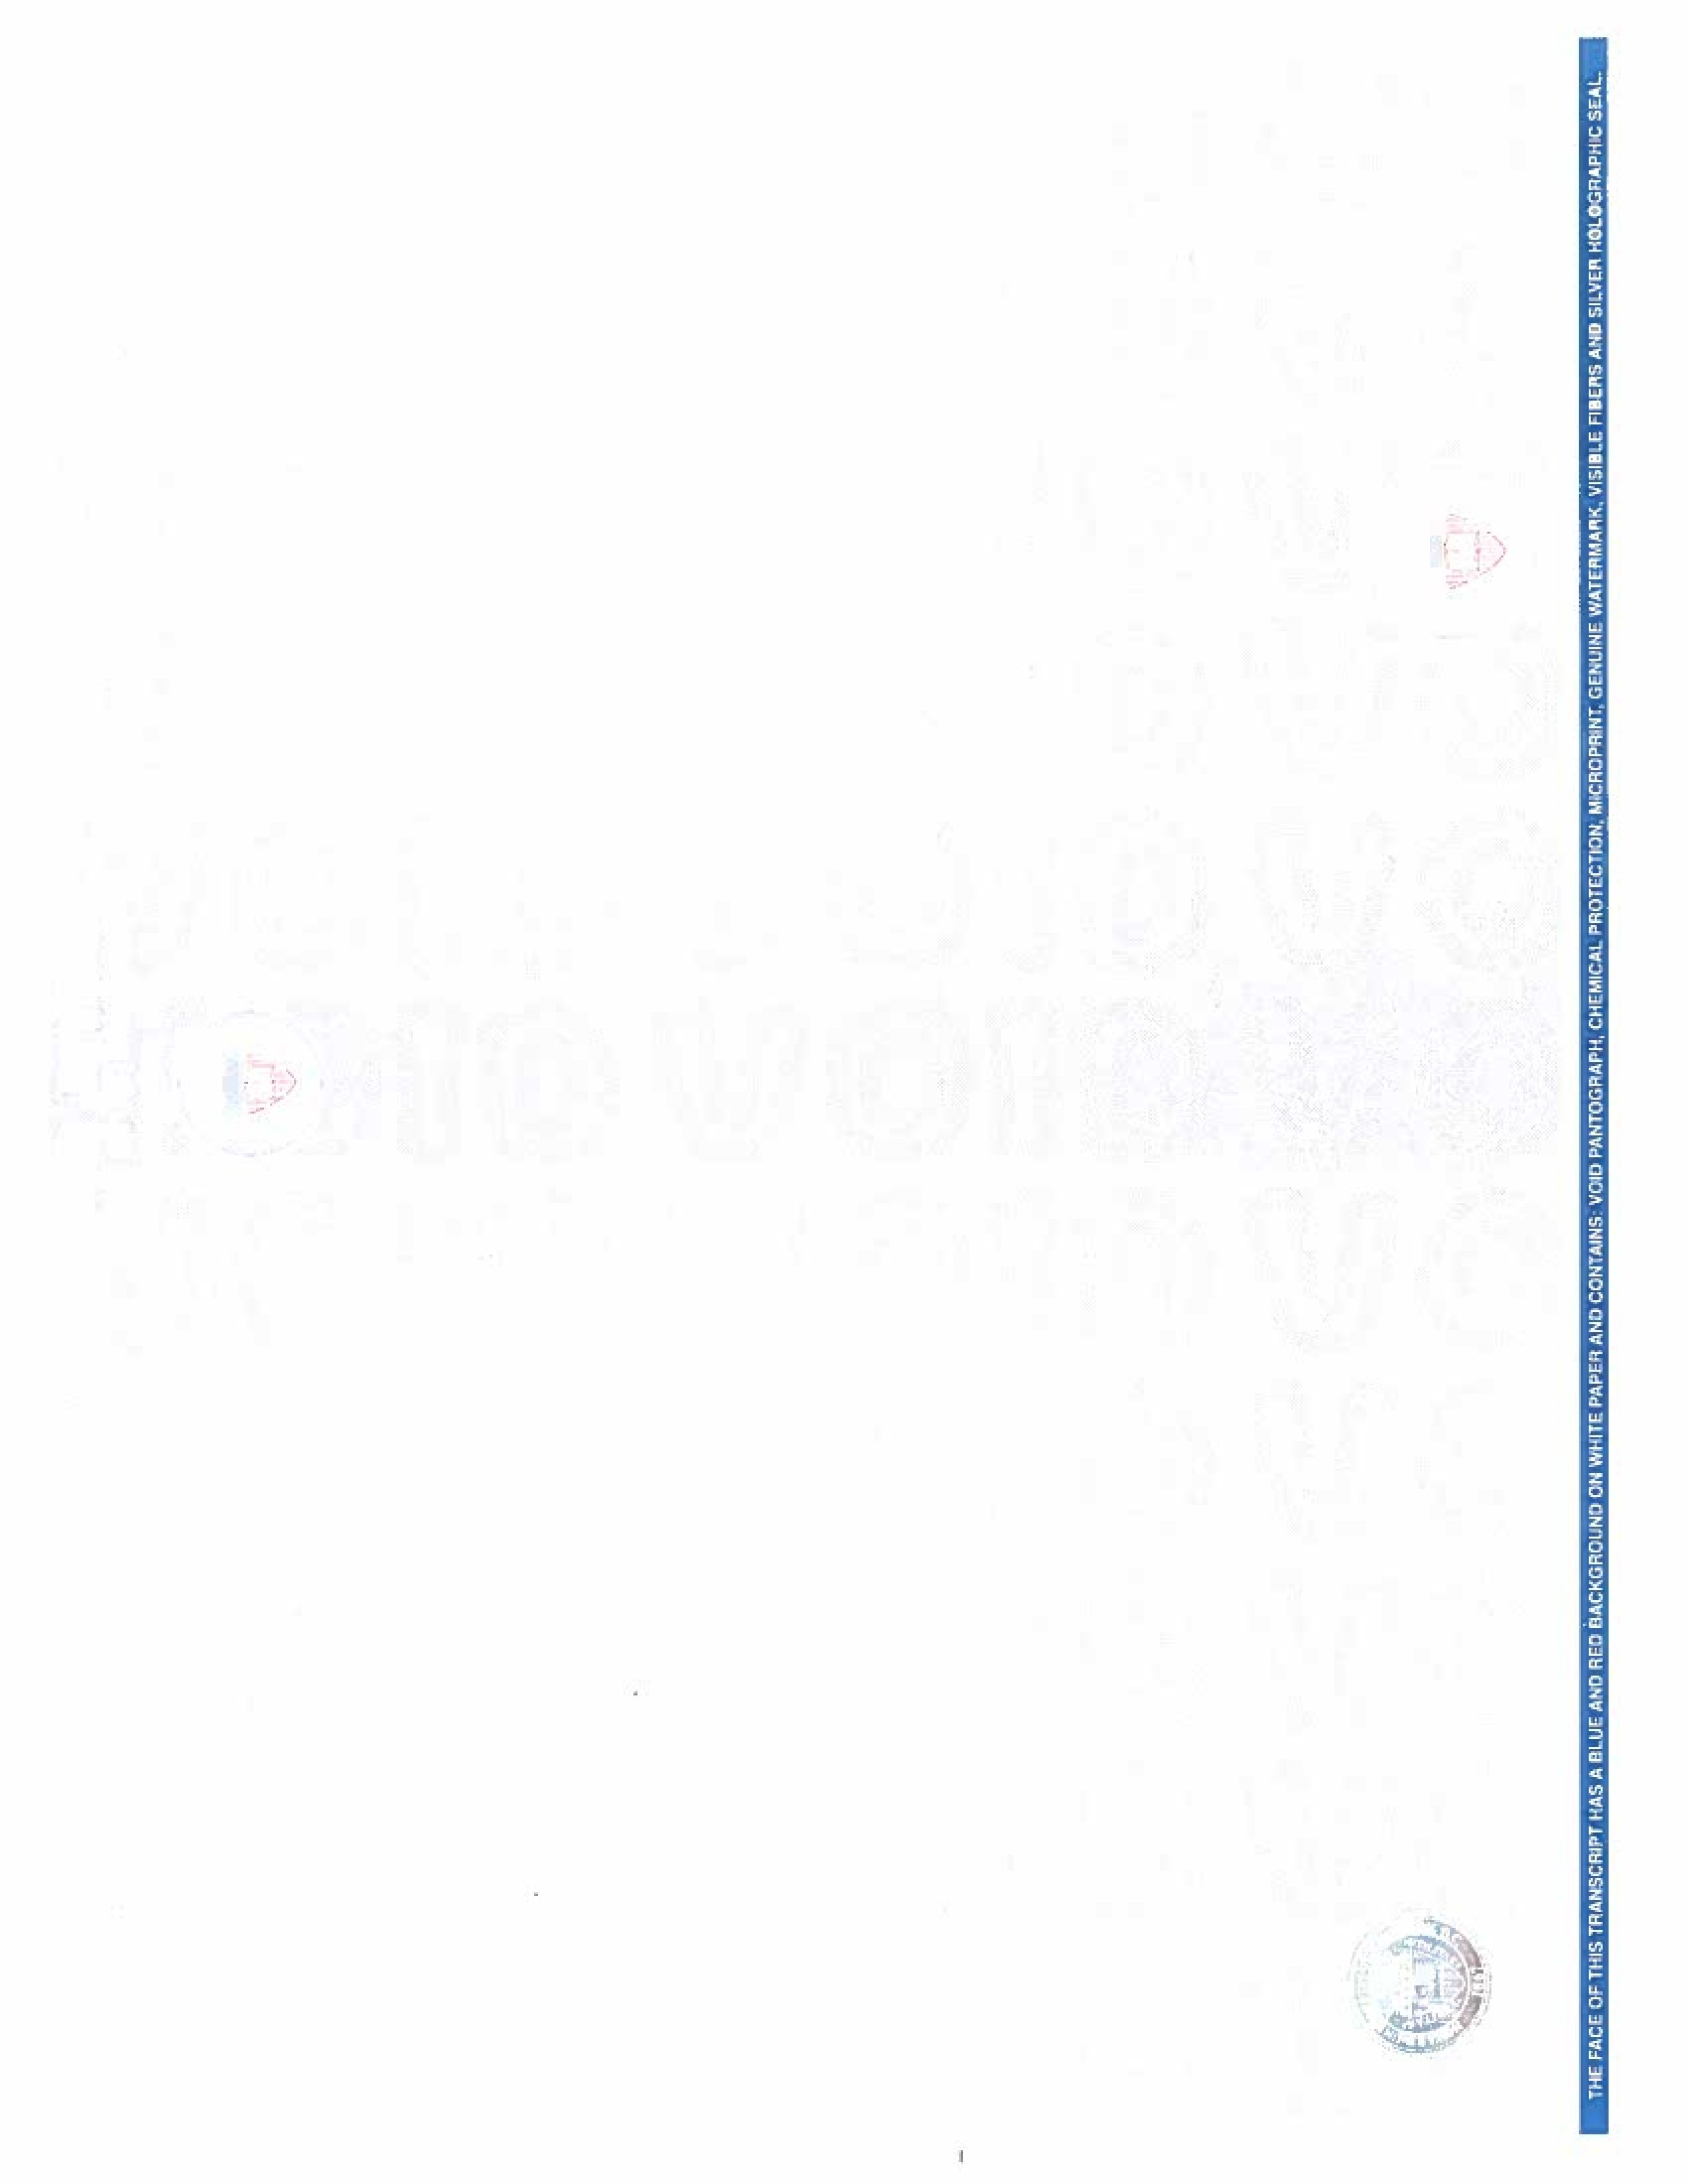 THE FACE OF THIS TRANSCRIPT HAS A BLUE AND RED BACKGROUND ON WHITE PAPER AND CONTAINS: VOID PANTOGRAPH, CHEMICAL PROTECTION, MICROPRINT, GENUINE WATERMARK, VISIBLE FIBERS AND SILVER HOLOGRAPHIC SEAL.